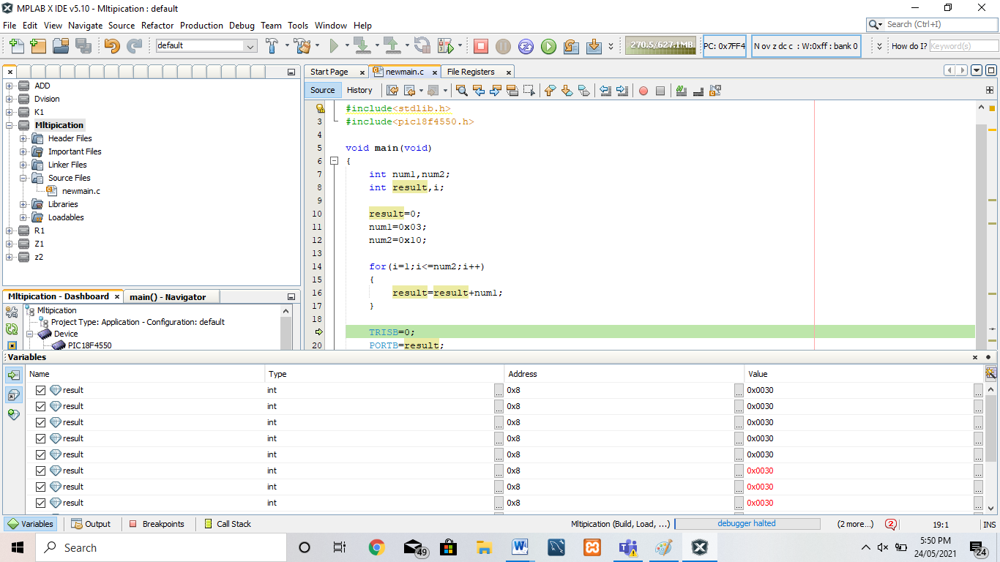 MPLAB X IDE v5.10 - Mltipication : default
File Edit View Navigate Source Refactor Production Debug Team Tools Window Help
Search (Ctrl+I)
default
270.5/627.1MB
PC: 0x7FF4
N ov z dc c : W:0xff : bank 0
How do I? Keyword(s)
ADD
Dvision
K1
Mltipication
Header Files
Important Files
Linker Files
Source Files
newmain.c
Libraries
Loadables
R1
Z1
z2
Mltipication - Dashboard
main() - Navigator
Mltipication
Project Type: Application - Configuration: default
Device
PIC18F4550
Start Page newmain.c File Registers
Source History
#include<stdlib.h>
3 #include<pic18f4550.h>
4
5 void main(void)
6 {
7 int num1,num2;
8 int result,i;
9
10 result=0;
11 num1=0x03;
12 num2=0x10;
13
14 for(i=1;i<=num2;i++)
15 {
16 result=result+num1;
17 }
18
TRISB=0;
20 PORTB=result;
Variables
Name Type Address Value
result int ... 0x8 ... 0x0030 ...
result int ... 0x8 ... 0x0030 ...
result int ... 0x8 ... 0x0030 ...
result int ... 0x8 ... 0x0030 ...
result int ... 0x8 ... 0x0030 ...
result int ... 0x8 ... 0x0030 ...
result int ... 0x8 ... 0x0030 ...
result int ... 0x8 ... 0x0030 ...
Variables Output Breakpoints Call Stack
Mltipication (Build, Load, ...) debugger halted (2 more...) 2 19:1 INS
Search
49
5:50 PM
24/05/2021
24